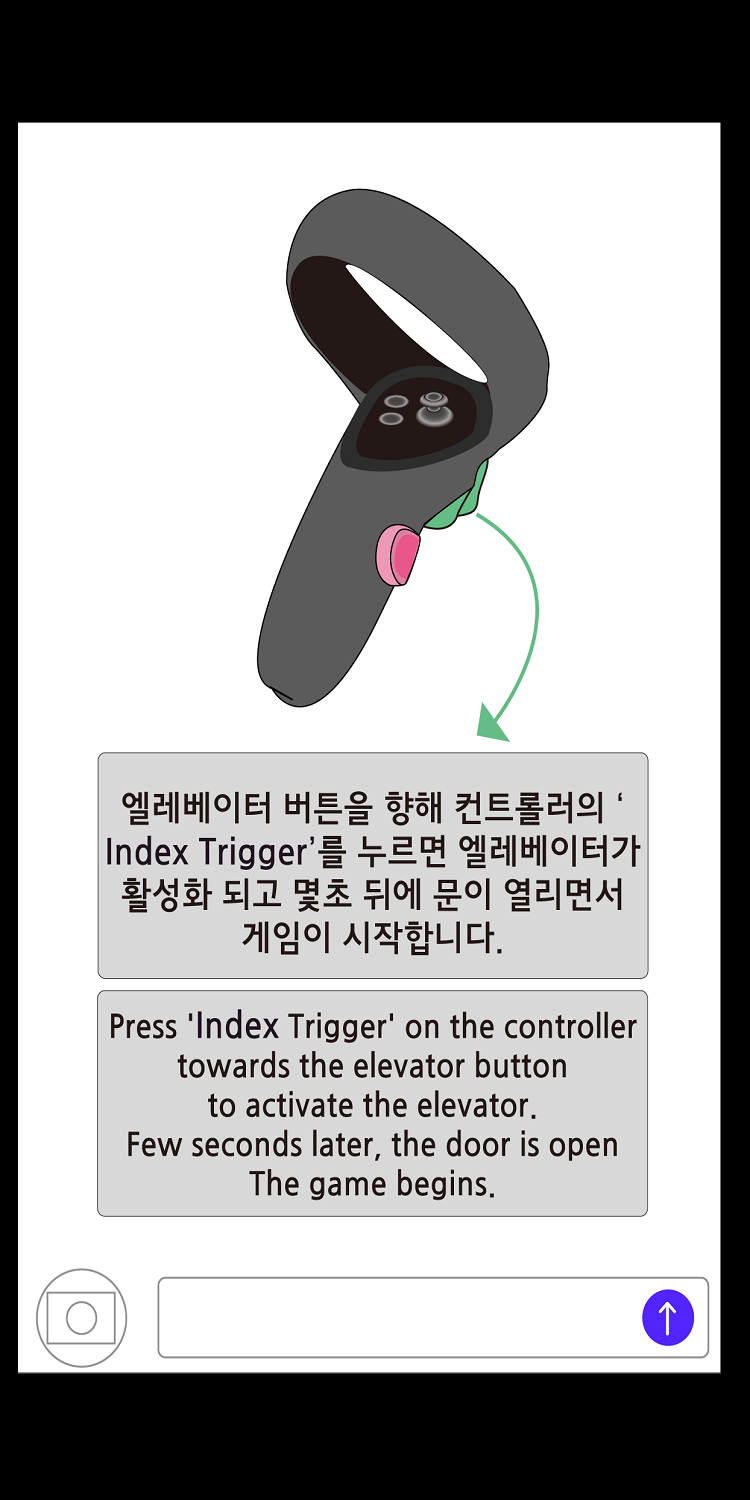 엘레베이터 버튼을 향해 컨트롤러의 ‘
Index Trigger’를 누르면 엘레베이터가
활성화 되고 몇초 뒤에 문이 열리면서
게임이 시작합니다.
Press 'Index Trigger' on the controller
towards the elevator button
to activate the elevator.
Few seconds later, the door is open
The game begins.